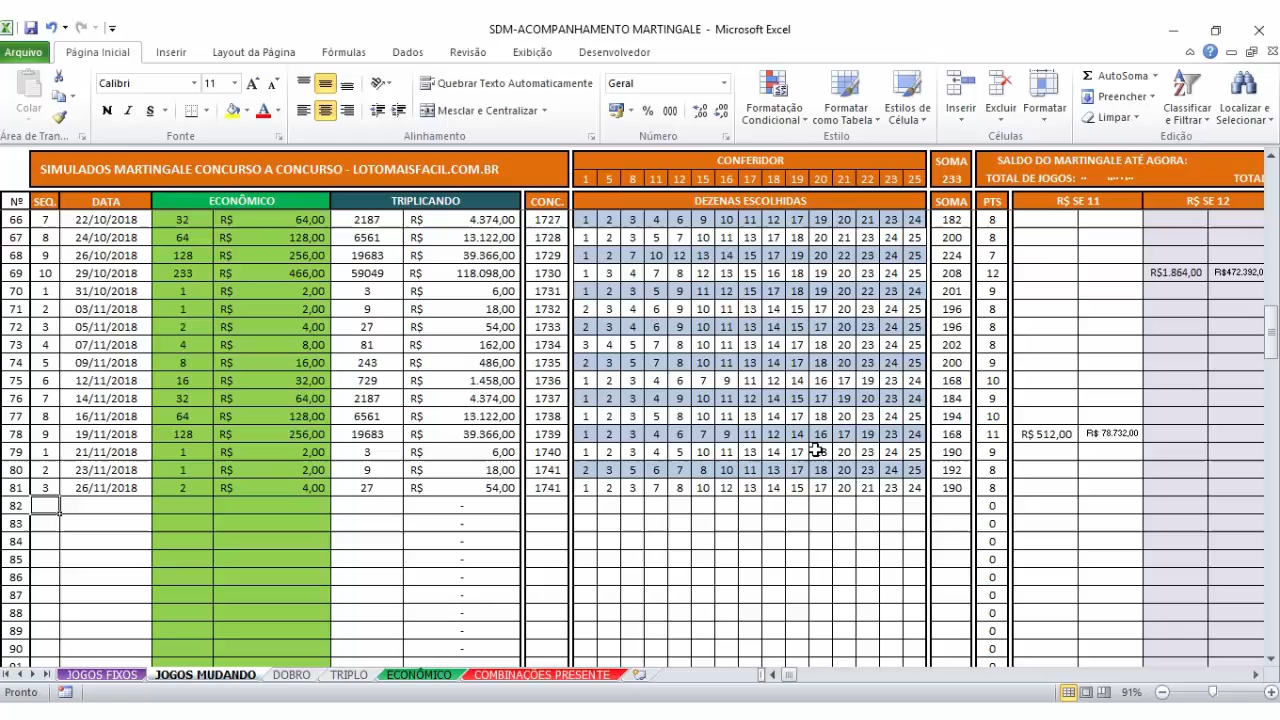 SDM-ACOMPANHAMENTO MARTINGALE - Microsoft Excel
Arquivo Página Inicial Inserir Layout da Página Fórmulas Dados Revisão Exibição Desenvolvedor
Colar Calibri 11 Quebrar Texto Automaticamente Geral AutoSoma
N I S Mesclar e Centralizar % 000 Formatação Condicional Formatar como Tabela Estilos de Célula Inserir Excluir Formatar Preencher Limpar Classificar e Filtrar Localizar e Selecionar
Área de Tran... Fonte Alinhamento Número Estilo Células Edição
SIMULADOS MARTINGALE CONCURSO A CONCURSO - LOTOMAISFACIL.COM.BR CONFERIDOR SOMA SALDO DO MARTINGALE ATÉ AGORA:
1 5 8 11 12 13 14 17 18 19 20 21 22 23 25 233 TOTAL DE JOGOS:
Nº SEQ. DATA ECONÔMICO TRIPLICANDO CONC. DEZENAS ESCOLHIDAS SOMA PTS R$ SE 11 R$ SE 12
66 7 22/10/2018 32 R$ 64,00 2187 R$ 4.374,00 1727 1 2 3 4 6 9 10 11 12 17 19 20 21 23 24 182 8
67 8 24/10/2018 64 R$ 128,00 6561 R$ 13.122,00 1728 1 2 3 5 7 10 11 13 17 18 20 21 23 24 25 200 8
68 9 26/10/2018 128 R$ 256,00 19683 R$ 39.366,00 1729 1 2 7 10 12 13 14 15 17 19 20 22 23 24 25 224 7
69 10 29/10/2018 233 R$ 466,00 59049 R$ 118.098,00 1730 1 3 4 7 8 12 13 15 16 18 19 20 23 24 25 208 12 R$1.864,00 R$472.392,0
70 1 31/10/2018 1 R$ 2,00 3 R$ 6,00 1731 1 2 3 5 9 11 12 15 17 18 19 20 22 23 24 201 9
71 2 03/11/2018 1 R$ 2,00 9 R$ 18,00 1732 2 3 4 6 9 10 11 13 14 15 17 20 23 24 25 196 8
72 3 05/11/2018 2 R$ 4,00 27 R$ 54,00 1733 2 3 4 6 9 10 11 13 14 15 17 20 23 24 25 196 8
73 4 07/11/2018 4 R$ 8,00 81 R$ 162,00 1734 3 4 5 7 8 10 11 13 14 15 17 22 23 24 25 202 8
74 5 09/11/2018 8 R$ 16,00 243 R$ 486,00 1735 2 3 5 7 8 10 11 13 14 17 18 20 23 24 25 200 9
75 6 12/11/2018 16 R$ 32,00 729 R$ 1.458,00 1736 1 2 3 4 6 7 9 11 12 14 16 17 19 23 24 168 10
76 7 14/11/2018 32 R$ 64,00 2187 R$ 4.374,00 1737 1 2 3 4 9 10 11 12 14 15 17 19 20 23 24 184 9
77 8 16/11/2018 64 R$ 128,00 6561 R$ 13.122,00 1738 1 2 3 5 8 10 11 13 14 17 18 20 23 24 25 194 10
78 9 19/11/2018 128 R$ 256,00 19683 R$ 39.366,00 1739 1 2 3 4 6 7 9 11 12 14 16 17 19 23 24 168 11 R$ 512,00 R$ 78.732,00
79 1 21/11/2018 1 R$ 2,00 3 R$ 6,00 1740 1 2 3 4 5 10 11 13 14 17 20 23 24 25 190 9
80 2 23/11/2018 1 R$ 2,00 9 R$ 18,00 1741 2 3 5 6 7 8 10 11 13 17 18 20 23 24 25 192 8
81 3 26/11/2018 2 R$ 4,00 27 R$ 54,00 1741 1 2 3 7 8 10 12 13 14 15 17 20 23 24 25 190 8
82 - 0
83 - 0
84 - 0
85 - 0
86 - 0
87 - 0
88 - 0
89 - 0
90 - 0
JOGOS FIXOS JOGOS MUDANDO DOBRO TRIPLO ECONÔMICO COMBINAÇÕES PRESENTE
Pronto 91%